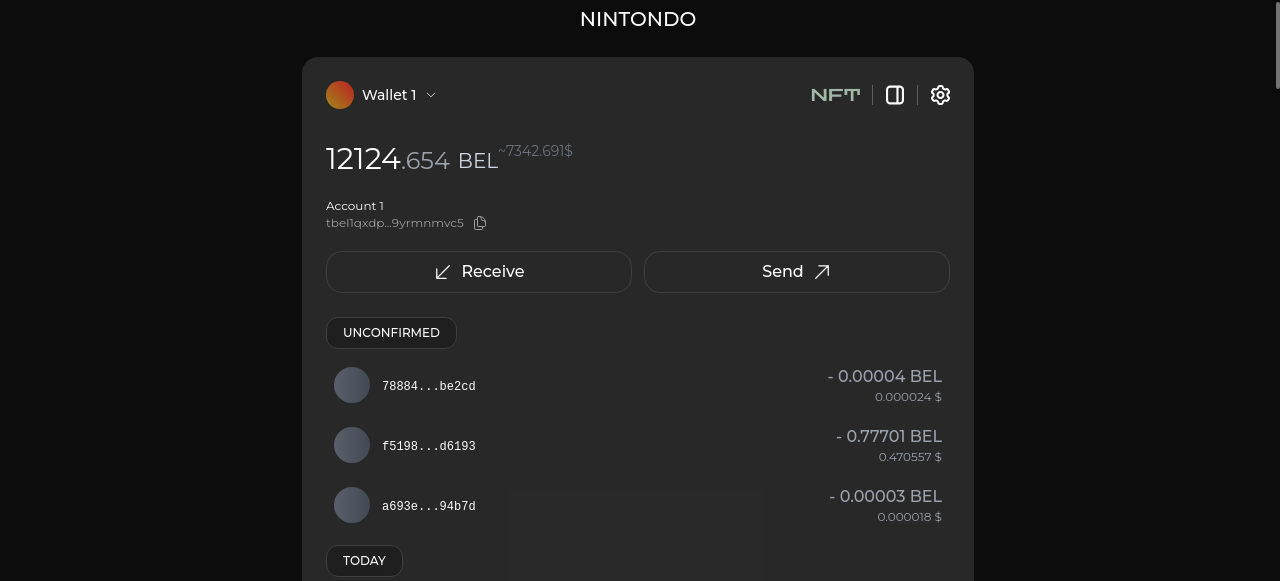 NINTONDO
Wallet 1
NFT
12124.654 BEL ~7342.691$
Account 1
tbel1qxdp...9yrmnmvc5
Receive
Send
UNCONFIRMED
78884...be2cd
- 0.00004 BEL
0.000024 $
f5198...d6193
- 0.77701 BEL
0.470557 $
a693e...94b7d
- 0.00003 BEL
0.000018 $
TODAY